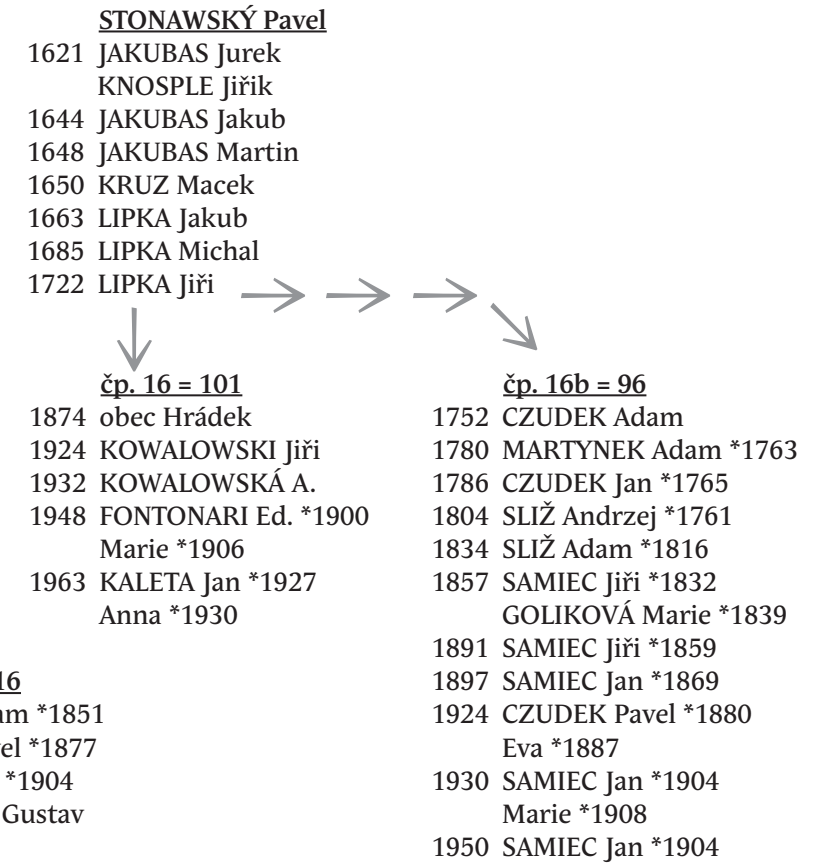 STONAWSKÝ Pavel
1621 JAKUBAS Jurek
KNOSPLE Jiřik
1644 JAKUBAS Jakub
1648 JAKUBAS Martin
1650 KRUZ Macek
1663 LIPKA Jakub
1685 LIPKA Michal
1722 LIPKA Jiři
čp. 16 = 101
1874 obec Hrádek
1924 KOWALOWSKI Jiři
1932 KOWALOWSKÁ A.
1948 FONTONARI Ed. *1900
Marie *1906
1963 KALETA Jan *1927
Anna *1930
16
*1851
*1877
*1904
Gustav
čp. 16b = 96
1752 CZUDEK Adam
1780 MARTYNEK Adam *1763
1786 CZUDEK Jan *1765
1804 SLIŽ Andrzej *1761
1834 SLIŽ Adam *1816
1857 SAMIEC Jiři *1832
GOLIKOVÁ Marie *1839
1891 SAMIEC Jiři *1859
1897 SAMIEC Jan *1869
1924 CZUDEK Pavel *1880
Eva *1887
1930 SAMIEC Jan *1904
Marie *1908
1950 SAMIEC Jan *1904